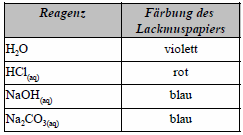 Reagenz Färbung des Lackmuspapiers
H₂O violett
HCl(aq) rot
NaOH(aq) blau
Na₂CO₃(aq) blau